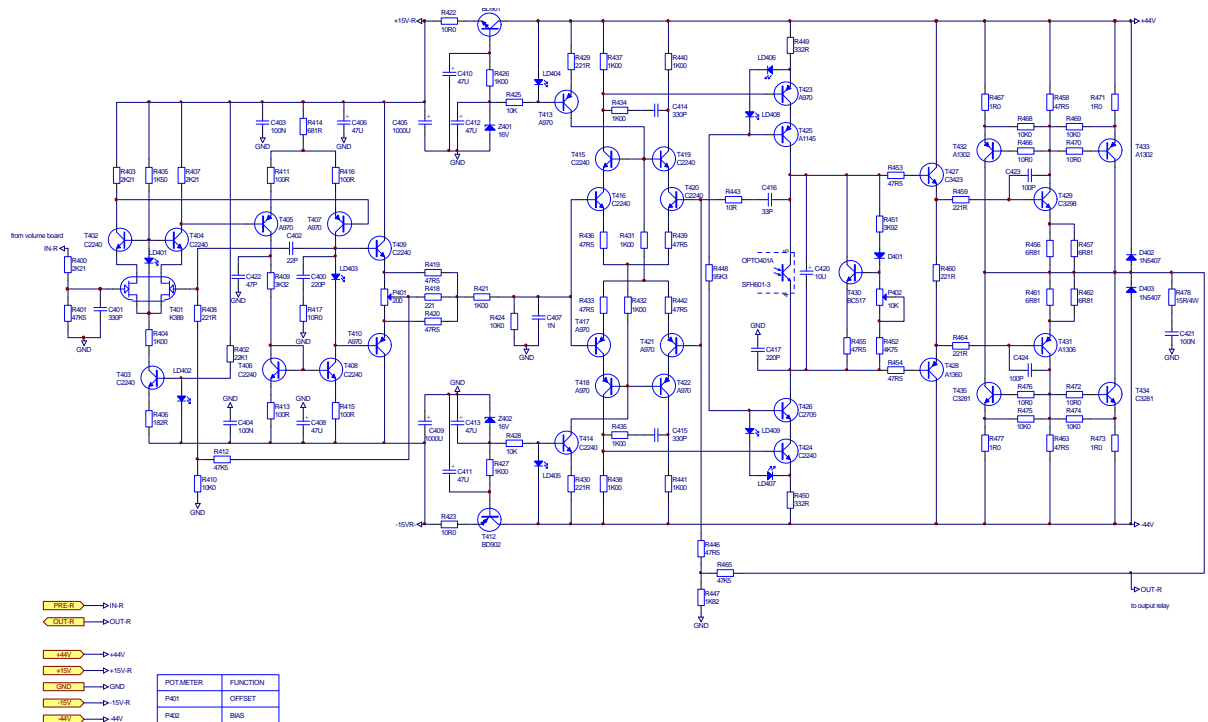 BD901
R422
10R0
+15V-R
+44V
R449
332R
R429
221R
R437
1K00
R440
1K00
LD406
C410
47U
R426
1K00
LD404
R425
10K
T413
A970
R434
1K00
C414
330P
T423
A970
LD408
T425
A1145
R467
1R0
R458
47R5
R471
1R0
C403
100N
R414
681R
C406
47U
C405
1000U
C412
47U
Z401
16V
GND
GND
GND
R468
10K0
R469
10K0
R466
10R0
R470
10R0
T432
A1302
T433
A1302
T415
C2240
T419
C2240
R403
2K21
R405
1K50
R407
2K21
R411
100R
R416
100R
T416
C2240
T420
C2240
R443
10R
C416
33P
R453
47R5
T427
C3423
R459
221R
C423
100P
T429
C3298
T405
A970
T407
A970
from volume board
IN-R
T402
C2240
T404
C2240
C402
22P
T409
C2240
R436
47R5
R431
1K00
R439
47R5
R451
3K92
R456
6R81
R457
6R81
R400
2K21
LD401
C422
47P
R409
3K32
C400
220P
LD403
R419
47R5
R448
95K3
OPTO401A
SFH601-3
5
4
C420
10U
D401
T430
BC517
R460
221R
D402
1N5407
R401
47K5
C401
330P
T401
K389
R408
221R
GND
GND
R417
10R0
P401
200
R418
221
R421
1K00
R433
47R5
R432
1K00
R442
47R5
P402
10K
R461
6R81
R462
6R81
D403
1N5407
R478
15R/4W
R420
47R5
R424
10K0
C407
1N
GND
GND
C417
220P
R455
47R5
R452
4K75
R464
221R
C421
100N
GND
R404
1K00
R402
22K1
GND
T410
A970
T417
A970
T421
A970
T431
A1306
T403
C2240
LD402
T406
C2240
T408
C2240
T418
A970
T422
A970
R454
47R5
T428
A1360
C424
100P
R406
182R
GND
C404
100N
R413
100R
GND
C408
47U
R415
100R
GND
C409
1000U
C413
47U
Z402
16V
T426
C2705
T435
C3281
R476
10R0
R472
10R0
T434
C3281
R475
10K0
R474
10K0
R428
10K
T414
C2240
R435
1K00
C415
330P
LD409
T424
C2240
R412
47K5
C411
47U
R427
1K00
LD405
R430
221R
R438
1K00
R441
1K00
LD407
R477
1R0
R463
47R5
R473
1R0
R410
10K0
GND
R450
332R
-15VR
R423
10R0
T412
BD902
-44V
R446
47R5
R465
47K5
R447
1K82
GND
OUT-R
to output relay
PRE-R
IN-R
OUT-R
OUT-R
+44V
+44V
+15V
+15V-R
GND
GND
-15V
-15V-R
-44V
-44V
POT.METER FUNCTION
P401 OFFSET
P402 BIAS